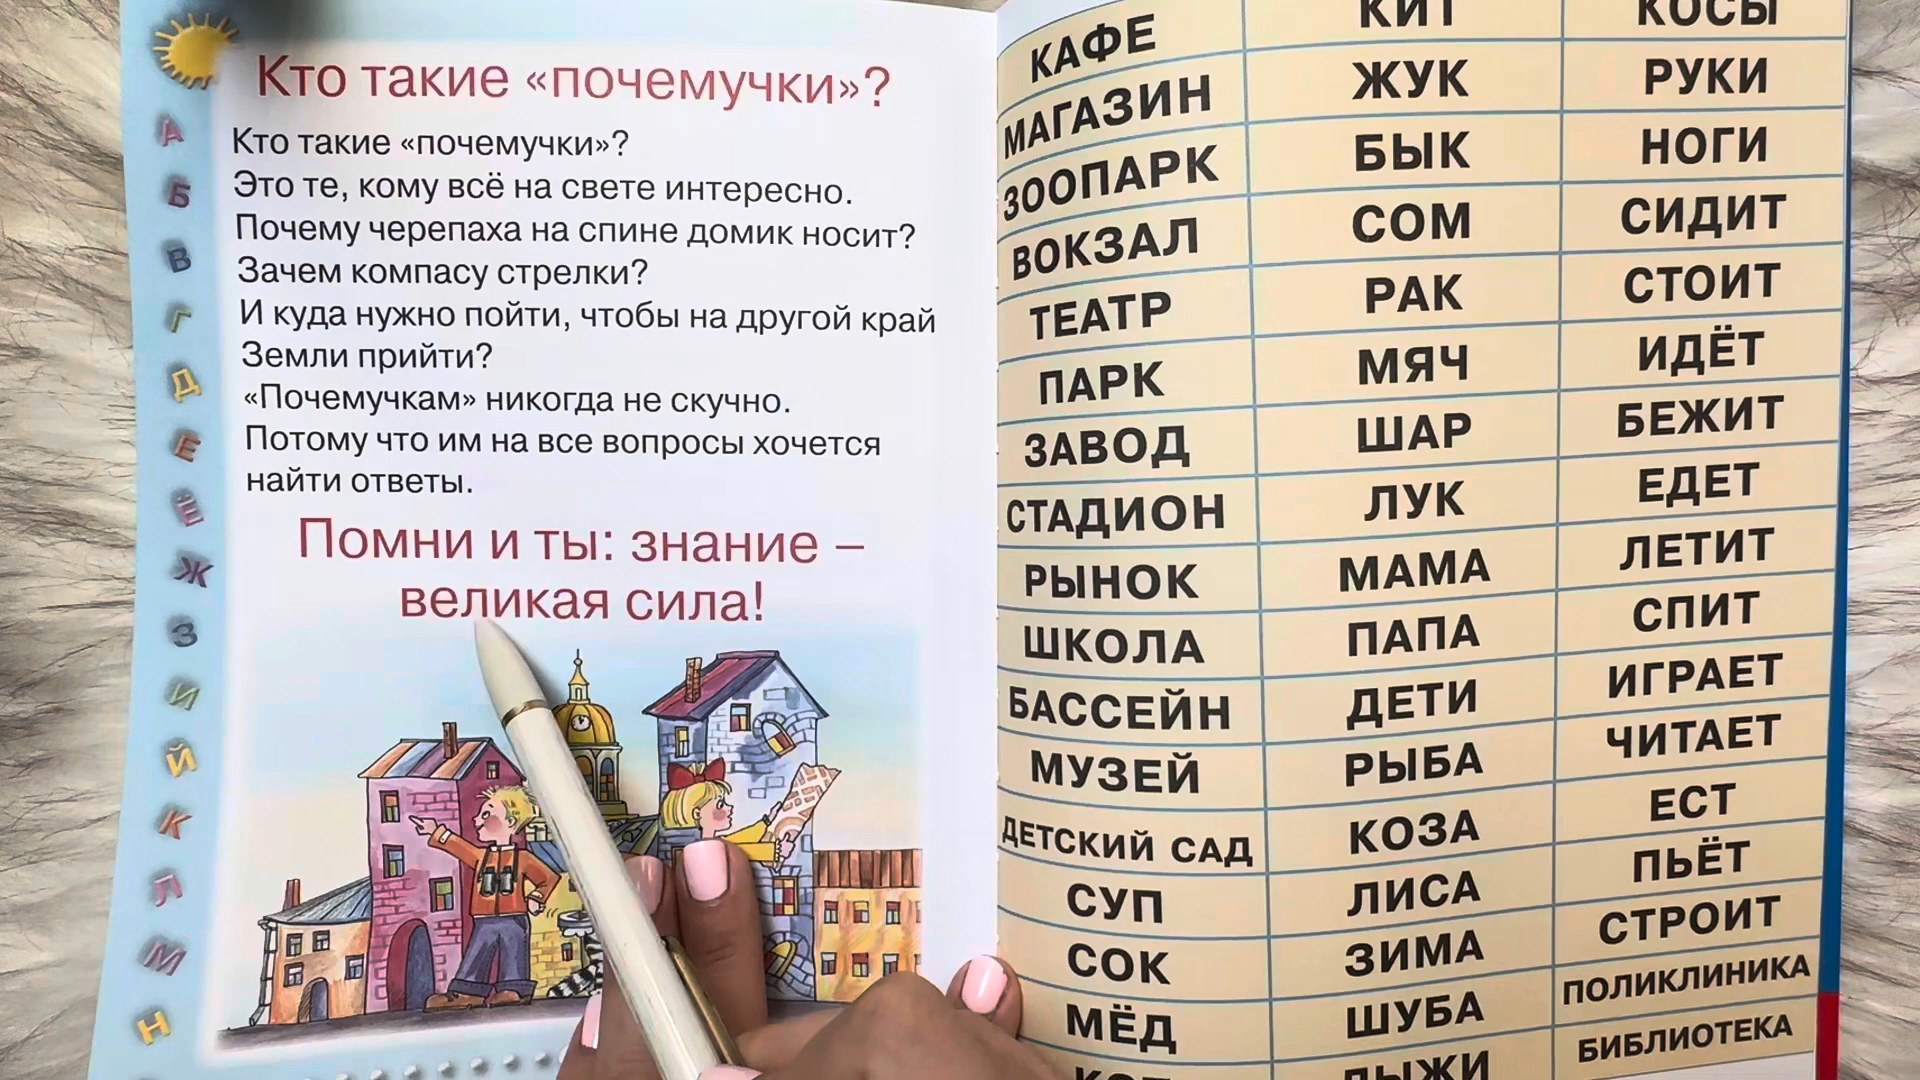 Кто такие «почемучки»?
Кто такие «почемучки»?
Это те, кому всё на свете интересно.
Почему черепаха на спине домик носит?
Зачем компасу стрелки?
И куда нужно пойти, чтобы на другой край
Земли прийти?
«Почемучкам» никогда не скучно.
Потому что им на все вопросы хочется
найти ответы.
Помни и ты: знание –
великая сила!
А
Б
В
Г
Д
Е
Ё
Ж
З
И
Й
К
Л
М
Н
КАФЕ
МАГАЗИН
ЗООПАРК
ВОКЗАЛ
ТЕАТР
ПАРК
ЗАВОД
СТАДИОН
РЫНОК
ШКОЛА
БАССЕЙН
МУЗЕЙ
ДЕТСКИЙ САД
СУП
СОК
МЁД
КИТ
ЖУК
БЫК
СОМ
РАК
МЯЧ
ШАР
ЛУК
МАМА
ПАПА
ДЕТИ
РЫБА
КОЗА
ЛИСА
ЗИМА
ШУБА
ЛЫЖИ
КОСЫ
РУКИ
НОГИ
СИДИТ
СТОИТ
ИДЁТ
БЕЖИТ
ЕДЕТ
ЛЕТИТ
СПИТ
ИГРАЕТ
ЧИТАЕТ
ЕСТ
ПЬЁТ
СТРОИТ
ПОЛИКЛИНИКА
БИБЛИОТЕКА